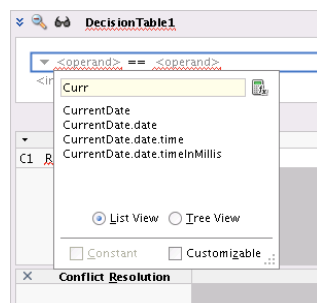 DecisionTable1
<operand> == <operand>
<in
Curr
CurrentDate
CurrentDate.date
CurrentDate.date.time
CurrentDate.date.timeInMillis
C1 R
List View Tree View
Constant Customizable
Conflict Resolution